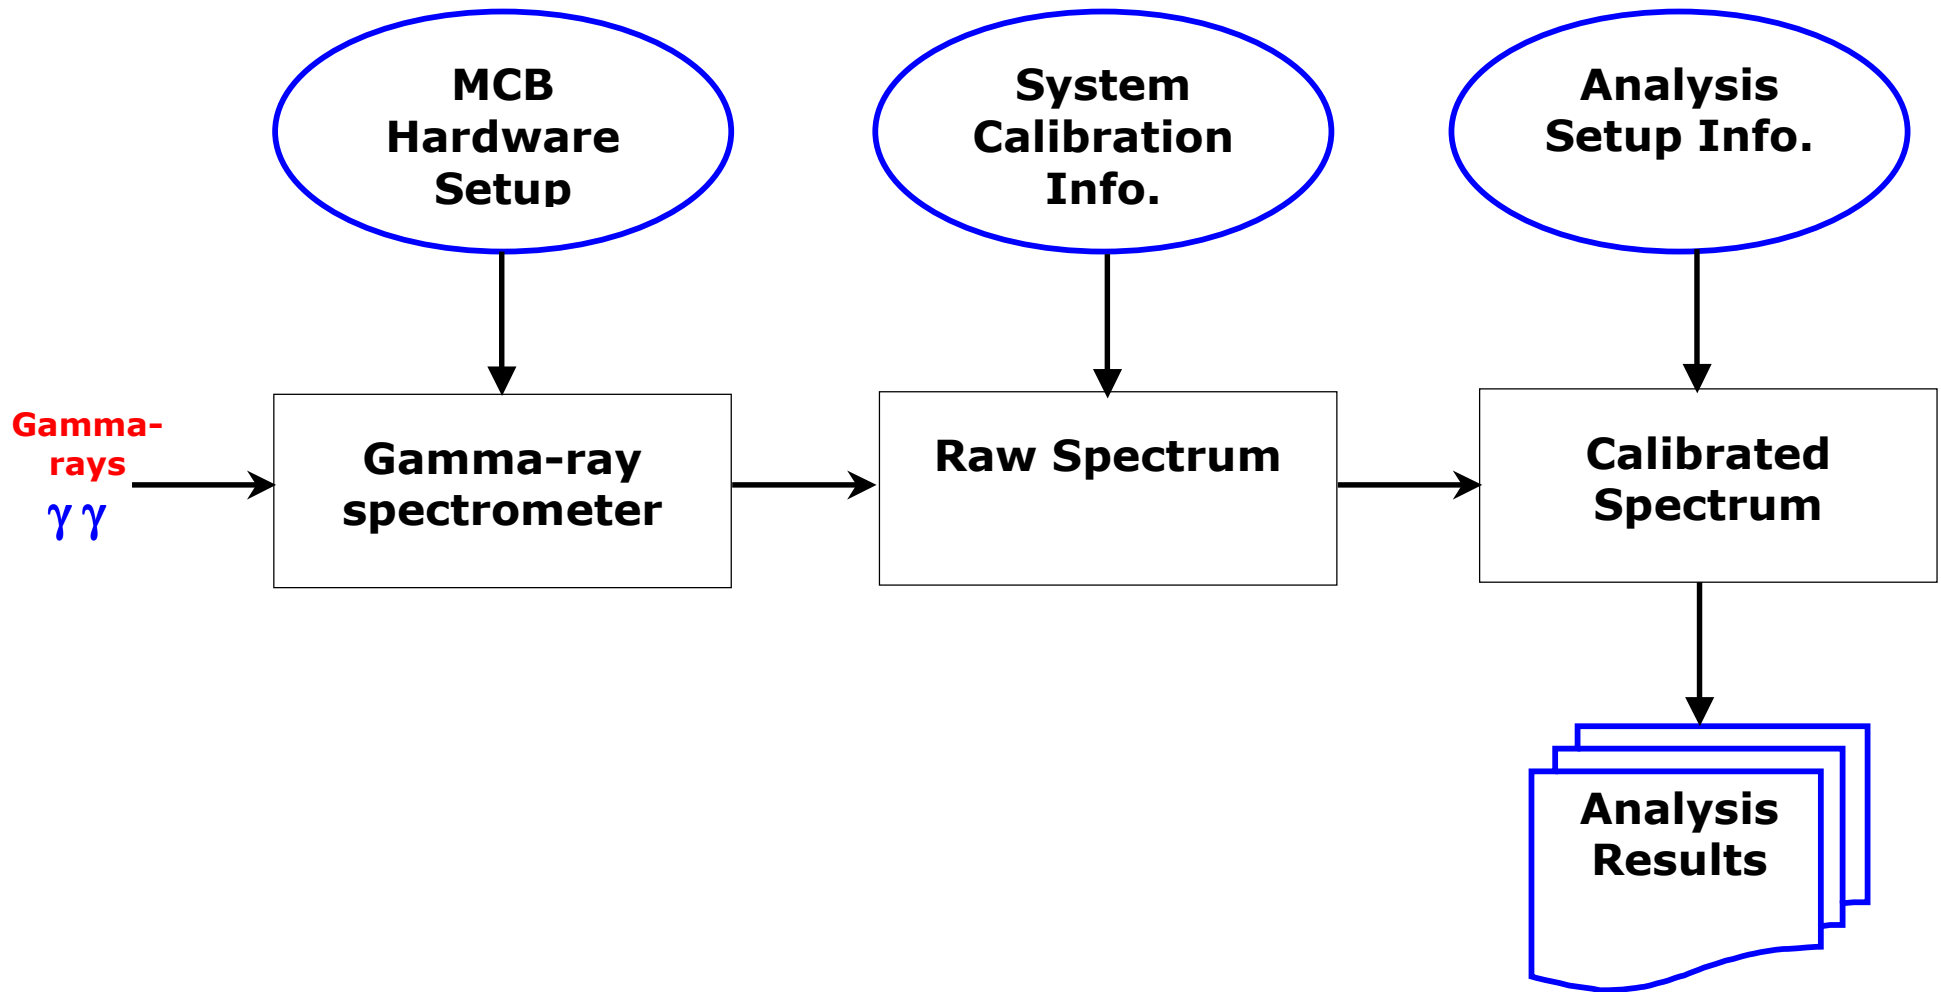 MCB
Hardware
Setup
System
Calibration
Info.
Analysis
Setup Info.
Gamma-
rays
γ γ
Gamma-ray
spectrometer
Raw Spectrum
Calibrated
Spectrum
Analysis
Results